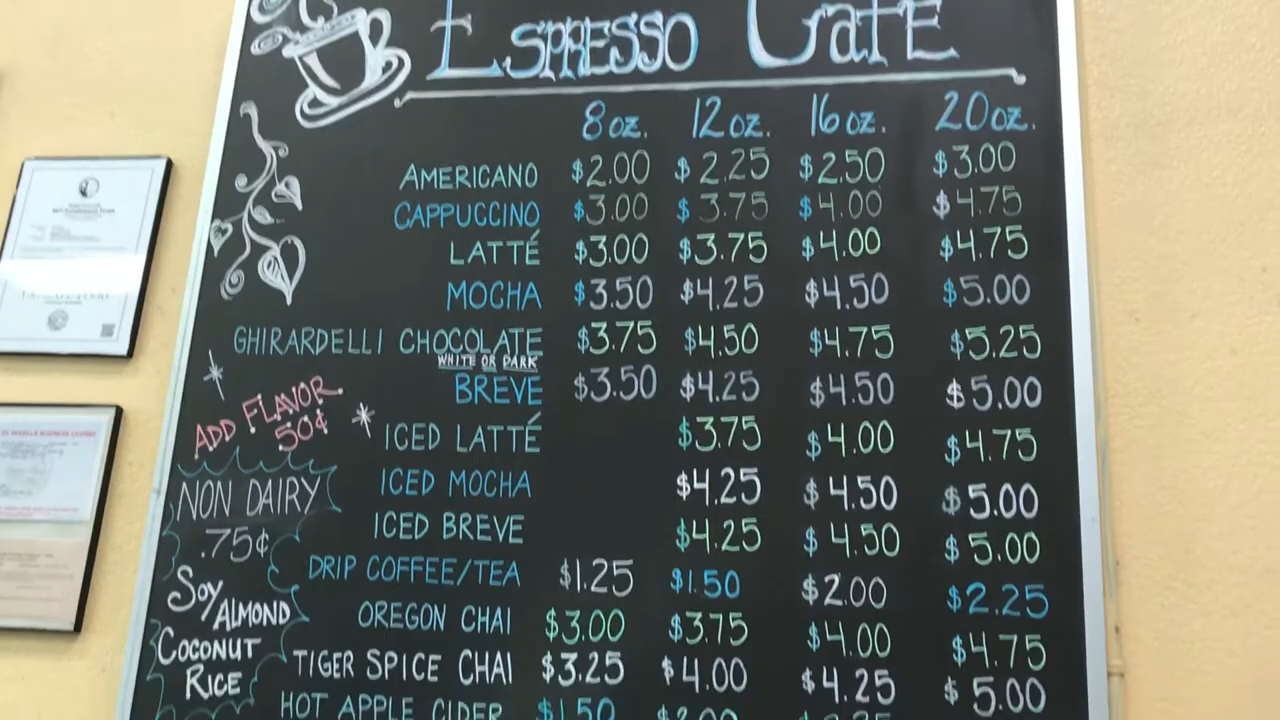 ESPRESSO CAFÉ
8 oz. 12 oz. 16 oz. 20 oz.
AMERICANO $2.00 $2.25 $2.50 $3.00
CAPPUCCINO $3.00 $3.75 $4.00 $4.75
LATTÉ $3.00 $3.75 $4.00 $4.75
MOCHA $3.50 $4.25 $4.50 $5.00
GHIRARDELLI CHOCOLATE $3.75 $4.50 $4.75 $5.25
WHITE OR DARK
BREVE $3.50 $4.25 $4.50 $5.00
ICED LATTÉ $3.75 $4.00 $4.75
ICED MOCHA $4.25 $4.50 $5.00
ICED BREVE $4.25 $4.50 $5.00
DRIP COFFEE/TEA $1.25 $1.50 $2.00 $2.25
OREGON CHAI $3.00 $3.75 $4.00 $4.75
TIGER SPICE CHAI $3.25 $4.00 $4.25 $5.00
HOT APPLE CIDER $1.50 $2.00
ADD FLAVOR
50¢
NON DAIRY
.75¢
SOY
ALMOND
COCONUT
RICE